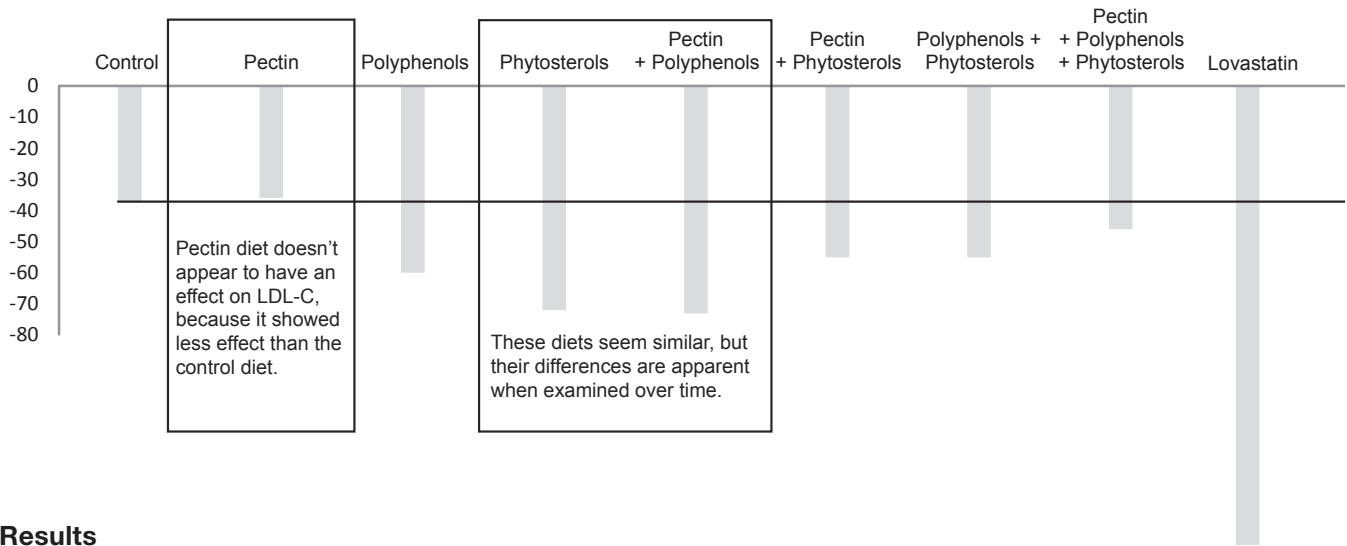 Pectin
Pectin
Pectin
Polyphenols +
+ Polyphenols
Control
Pectin
Polyphenols
Phytosterols
+ Polyphenols
+ Phytosterols
Phytosterols
+ Phytosterols
Lovastatin
0
-10
-20
-30
-40
-50
-60
-70
-80
Pectin diet doesn't
appear to have an
effect on LDL-C,
because it showed
less effect than the
control diet.
These diets seem similar, but
their differences are apparent
when examined over time.
Results